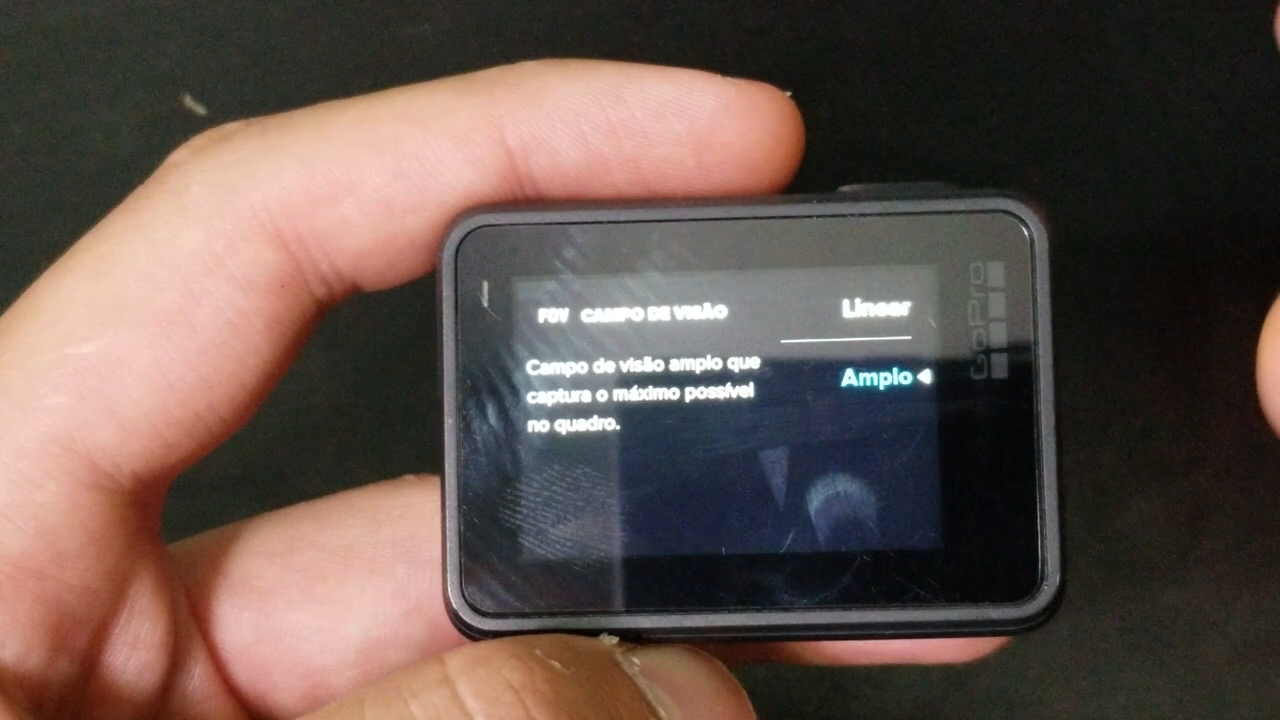 FOV CAMPO DE VISÃO
Linear
Campo de visão amplo que
captura o máximo possível
no quadro.
Amplo
GoPro